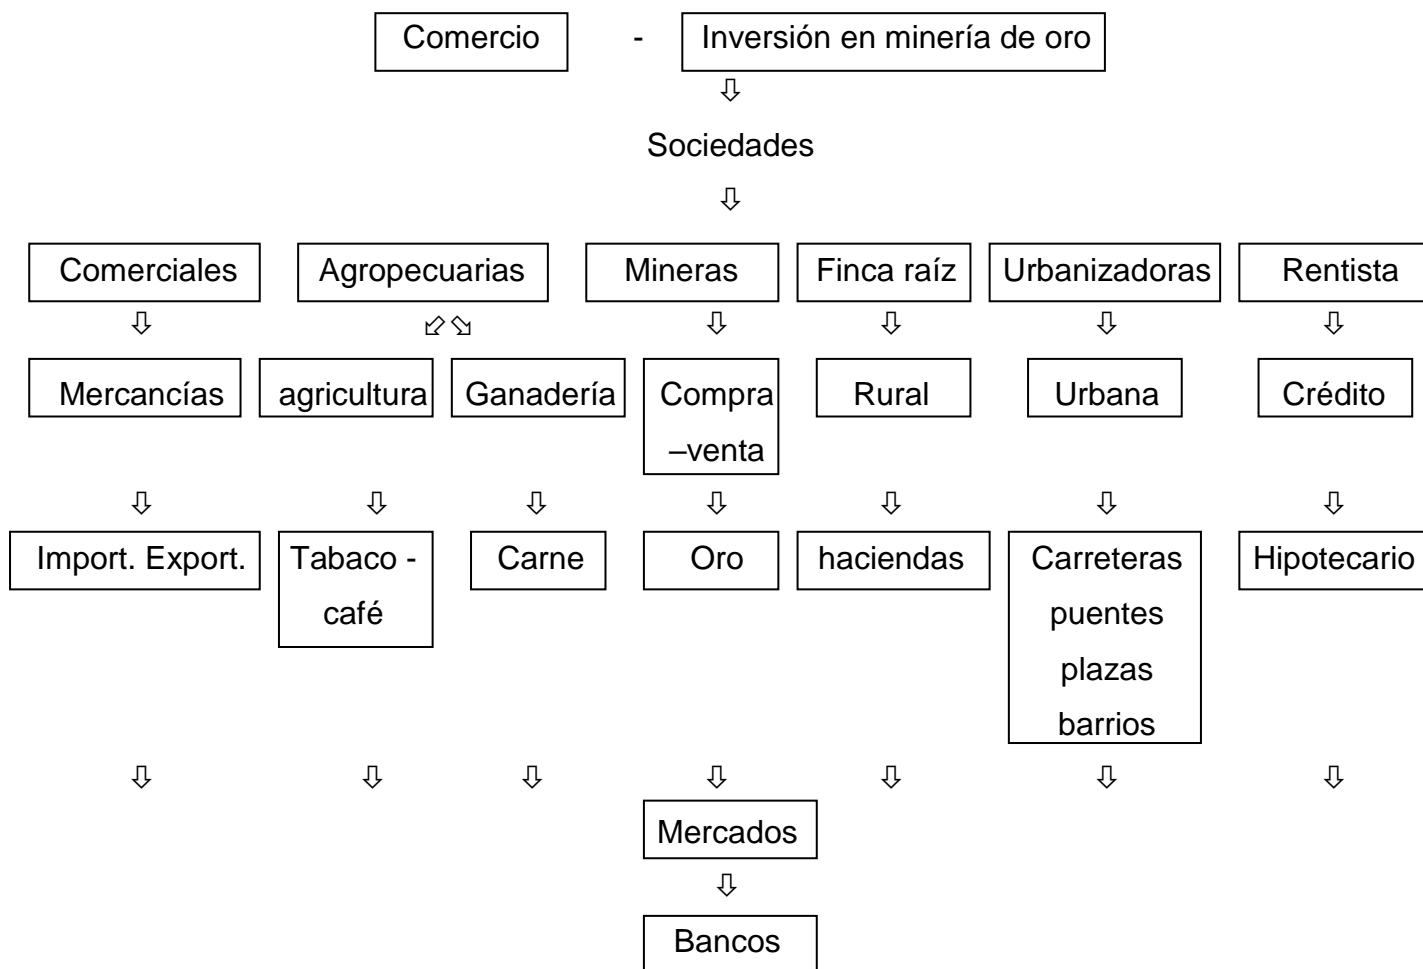 Comercio - Inversión en minería de oro
Sociedades
Comerciales Agropecuarias Mineras Finca raíz Urbanizadoras Rentista
Mercancías agricultura Ganadería Compra Rural Urbana Crédito
–venta
Import. Export. Tabaco - Carne Oro haciendas Carreteras Hipotecario
café puentes
plazas
barrios
Mercados
Bancos